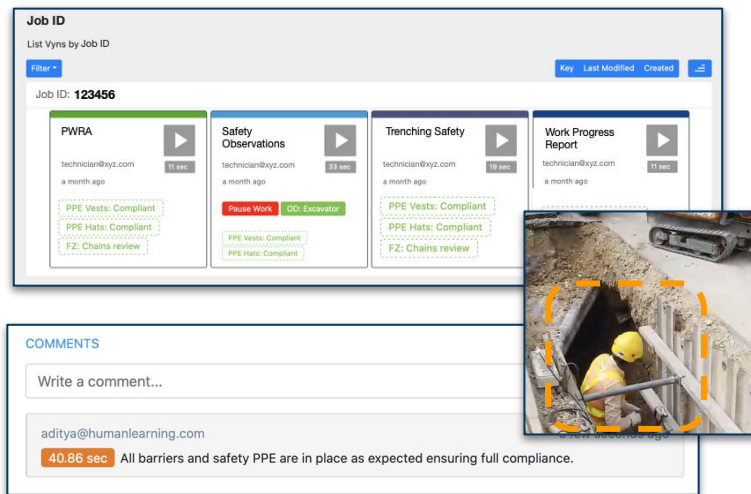 Job ID
List Vyns by Job ID
Filter
Key Last Modified Created
Job ID: 123456
PWRA
technician@xyz.com
11 sec
a month ago
PPE Vests: Compliant
PPE Hats: Compliant
FZ: Chains review
Safety
Observations
technician@xyz.com
33 sec
a month ago
Pause Work OD: Excavator
PPE Vests: Compliant
PPE Hats: Compliant
Trenching Safety
technician@xyz.com
19 sec
a month ago
PPE Vests: Compliant
PPE Hats: Compliant
FZ: Chains review
Work Progress
Report
technician@xyz.com
11 sec
a month ago
COMMENTS
Write a comment...
aditya@humanlearning.com
a few seconds ago
40.86 sec All barriers and safety PPE are in place as expected ensuring full compliance.